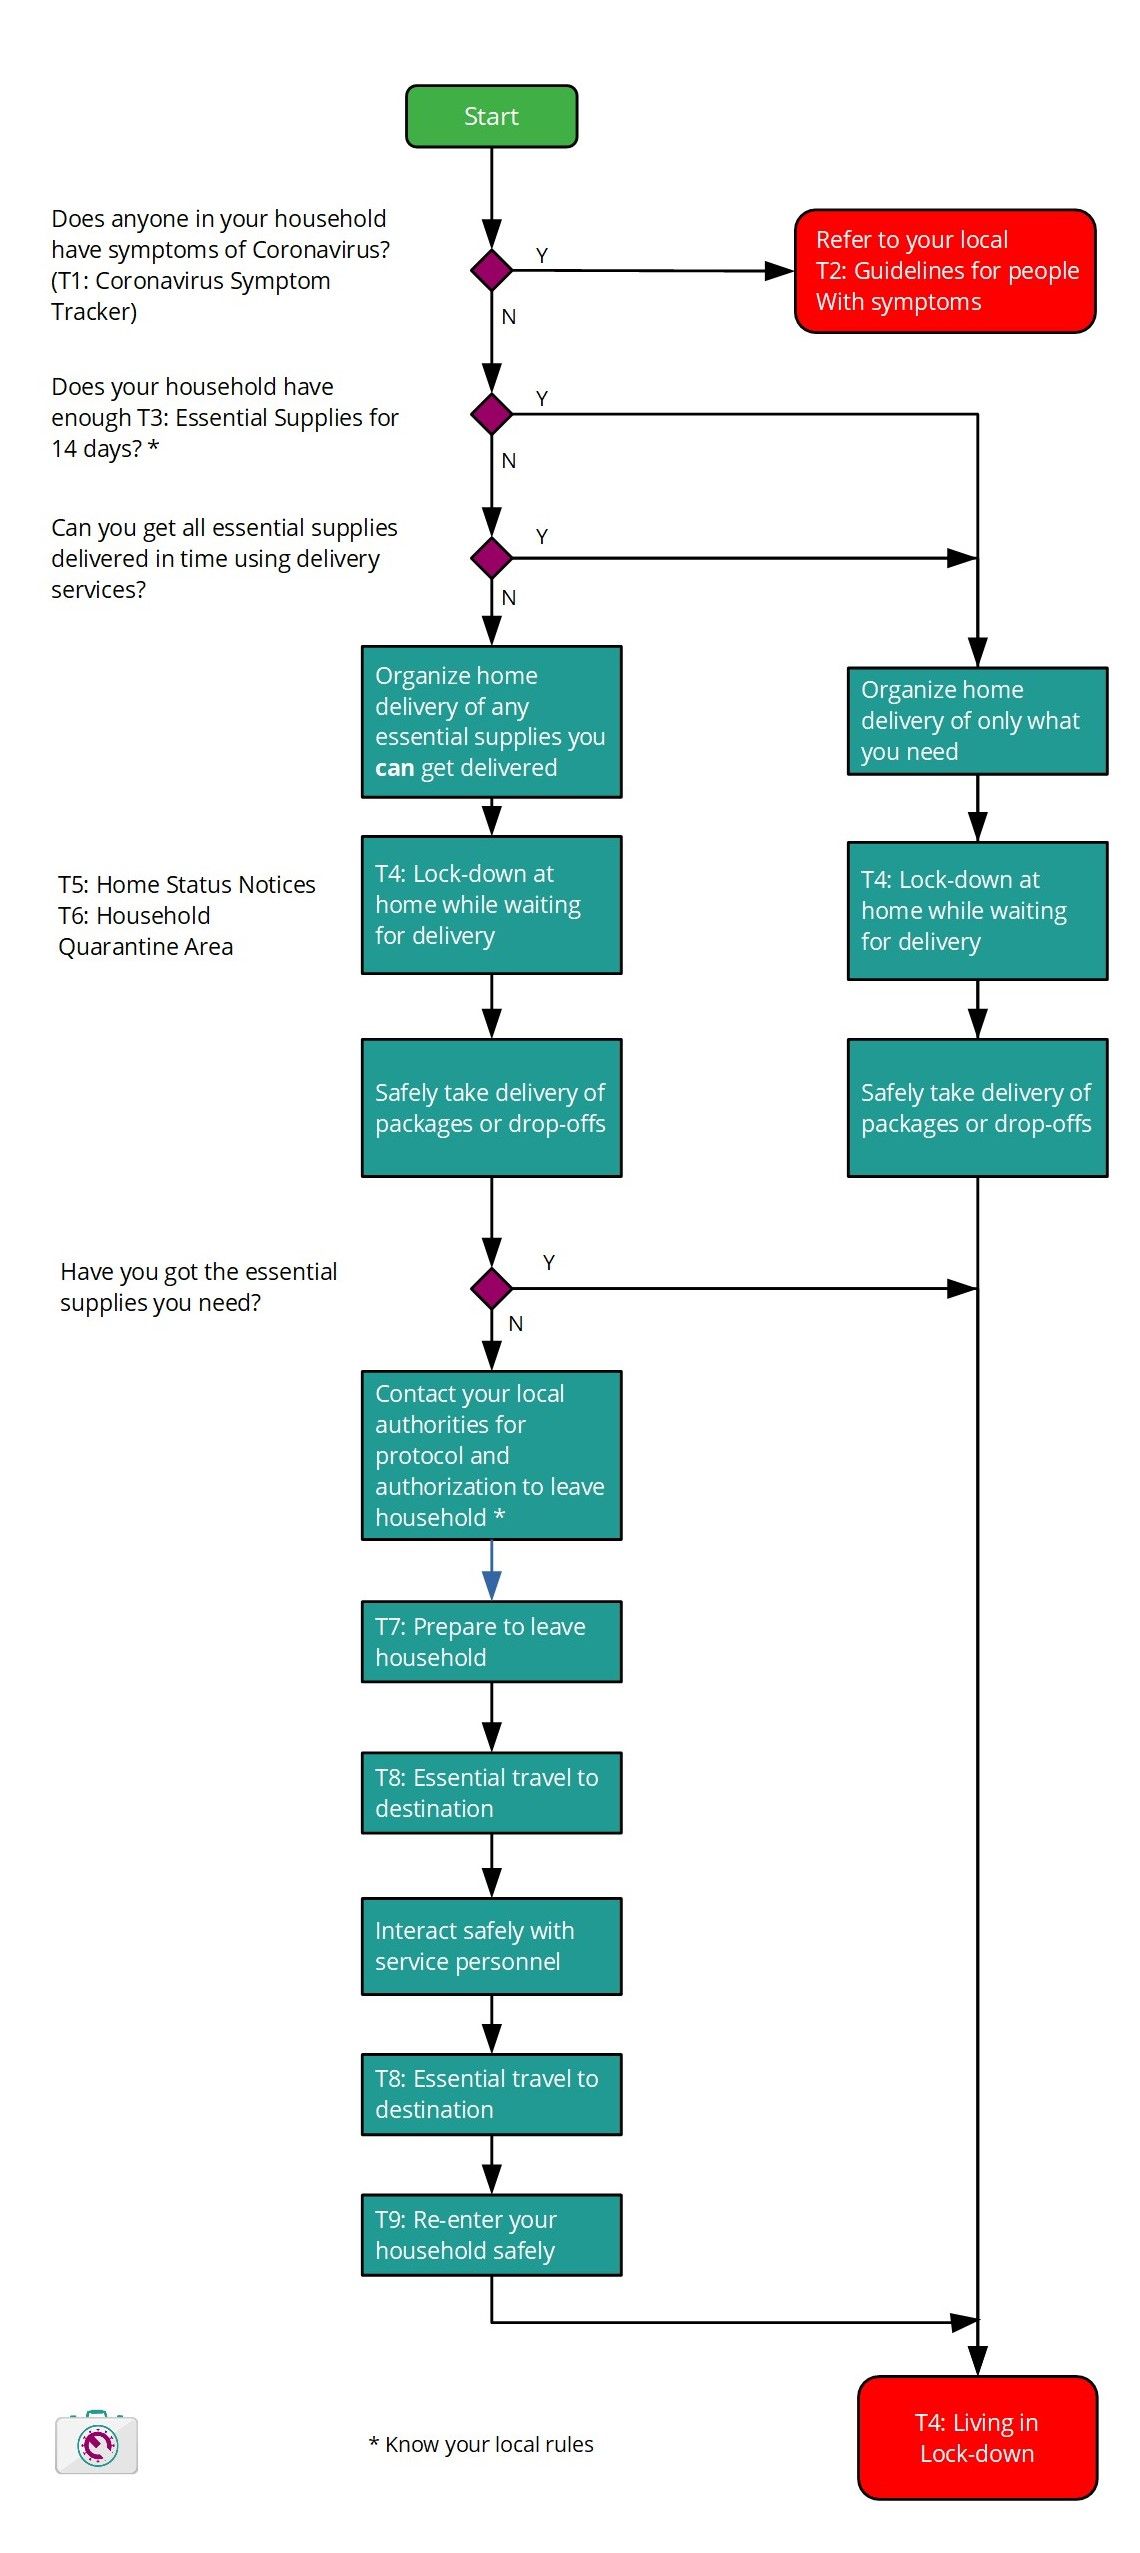 Start
Does anyone in your household
have symptoms of Coronavirus?
(T1: Coronavirus Symptom
Tracker)
Y
Refer to your local
T2: Guidelines for people
With symptoms
N
Does your household have
enough T3: Essential Supplies for
14 days? *
Y
N
Can you get all essential supplies
delivered in time using delivery
services?
Y
N
Organize home
delivery of any
essential supplies you
can get delivered
Organize home
delivery of only what
you need
T5: Home Status Notices
T6: Household
Quarantine Area
T4: Lock-down at
home while waiting
for delivery
T4: Lock-down at
home while waiting
for delivery
Safely take delivery of
packages or drop-offs
Safely take delivery of
packages or drop-offs
Have you got the essential
supplies you need?
Y
N
Contact your local
authorities for
protocol and
authorization to leave
household *
T7: Prepare to leave
household
T8: Essential travel to
destination
Interact safely with
service personnel
T8: Essential travel to
destination
T9: Re-enter your
household safely
* Know your local rules
T4: Living in
Lock-down